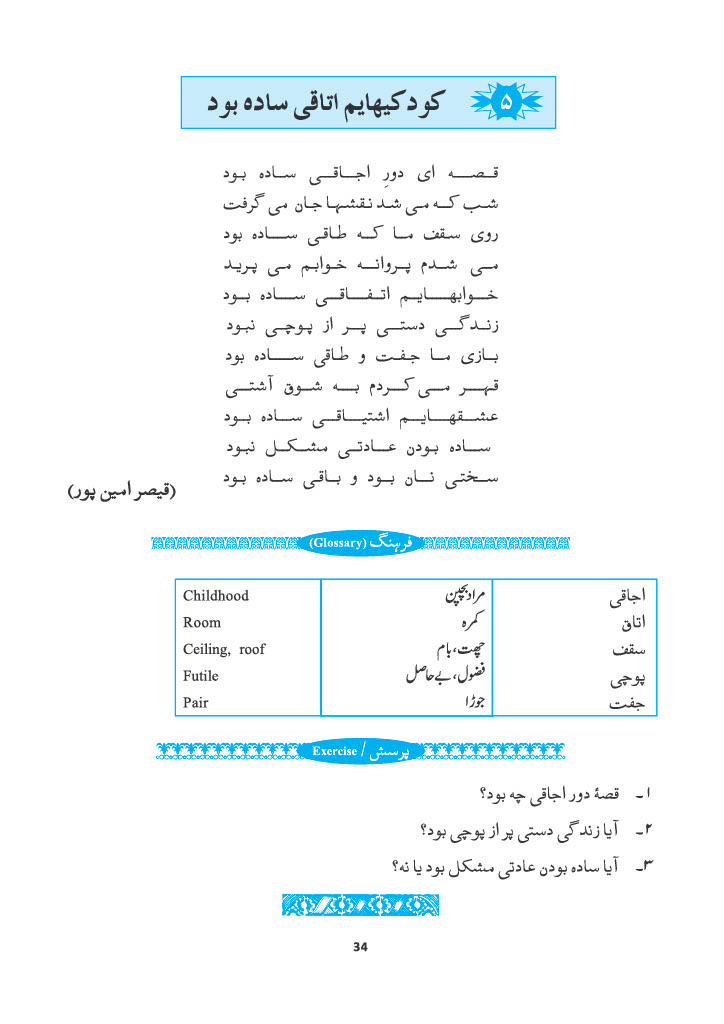 ۵ کودکیهایم اتاقی ساده بود
قصه ای دورِ اجاقی ساده بود
شب که می شد نقشها جان می گرفت
روی سقف ما که طاقی ساده بود
می شدم پروانه خوابم می پرید
خوابهایم اتفاقی ساده بود
زندگی دستی پر از پوچی نبود
بازی ما جفت و طاقی ساده بود
قهر می کردم به شوق آشتی
عشقهایم اشتیاقی ساده بود
ساده بودن عادتی مشکل نبود
سختی نان بود و باقی ساده بود
(قیصر امین پور)
فرہنگ (Glossary)
اجاقی مراد بچپن Childhood
اتاق کمرہ Room
سقف چھت، بام Ceiling, roof
پوچی فضول، بے حاصل Futile
جفت جوڑا Pair
پرسش / Exercise
۱۔ قصۂ دور اجاقی چه بود؟
۲۔ آیا زندگی دستی پر از پوچی بود؟
۳۔ آیا ساده بودن عادتی مشکل بود یا نه؟
34